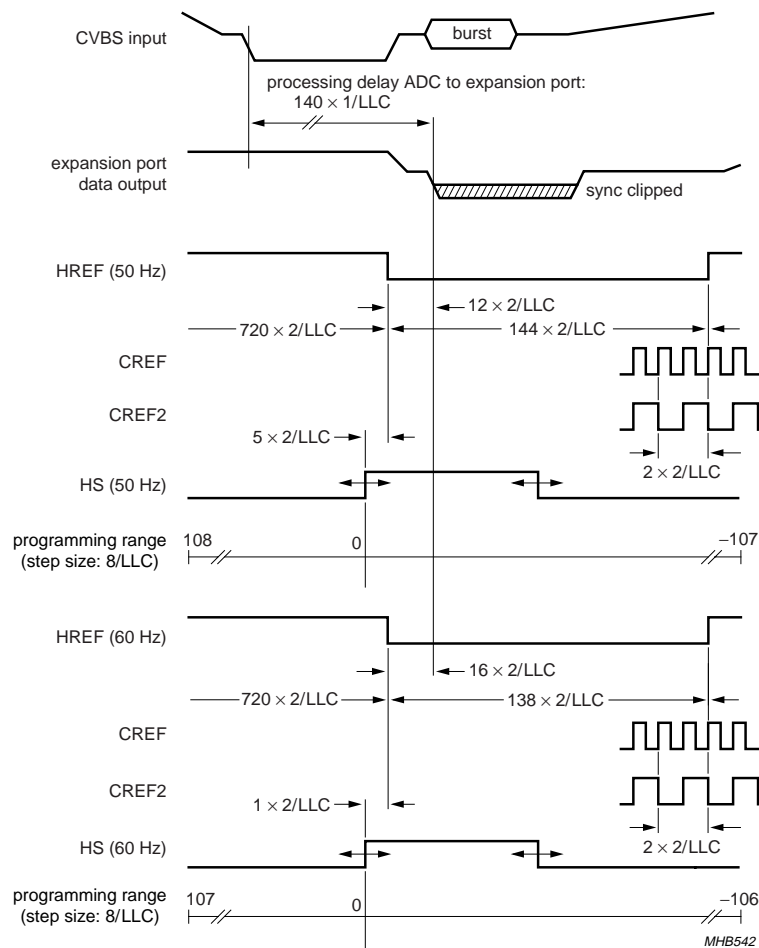 CVBS input
burst
processing delay ADC to expansion port:
140 × 1/LLC
expansion port
data output
sync clipped
HREF (50 Hz)
12 × 2/LLC
720 × 2/LLC
144 × 2/LLC
CREF
CREF2
5 × 2/LLC
2 × 2/LLC
HS (50 Hz)
programming range
(step size: 8/LLC)
108
0
−107
HREF (60 Hz)
16 × 2/LLC
720 × 2/LLC
138 × 2/LLC
CREF
CREF2
1 × 2/LLC
2 × 2/LLC
HS (60 Hz)
programming range
(step size: 8/LLC)
107
0
−106
MHB542